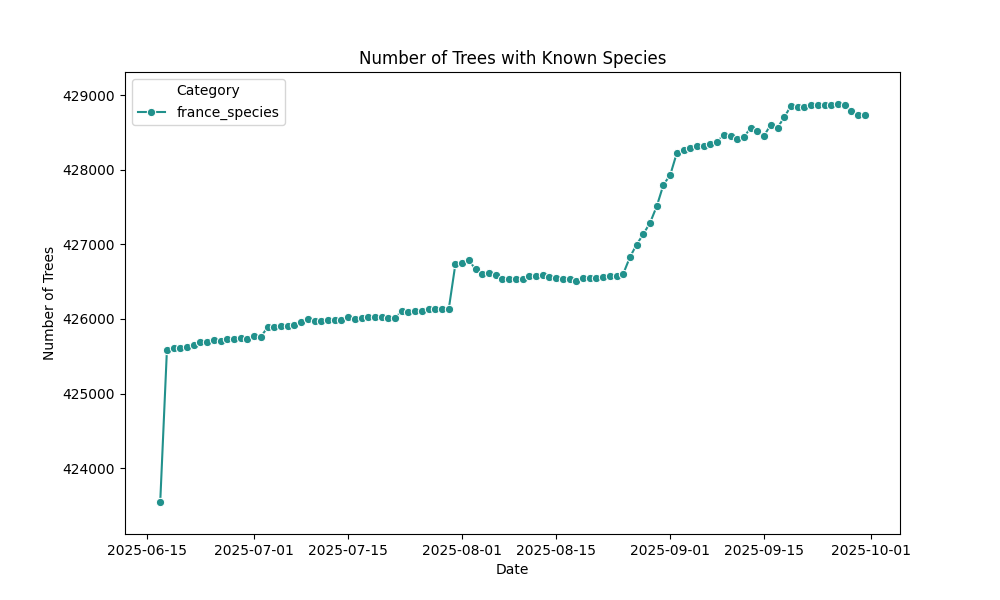 Number of Trees with Known Species
Category
france_species
Number of Trees
429000
428000
427000
426000
425000
424000
2025-06-15
2025-07-01
2025-07-15
2025-08-01
2025-08-15
2025-09-01
2025-09-15
2025-10-01
Date